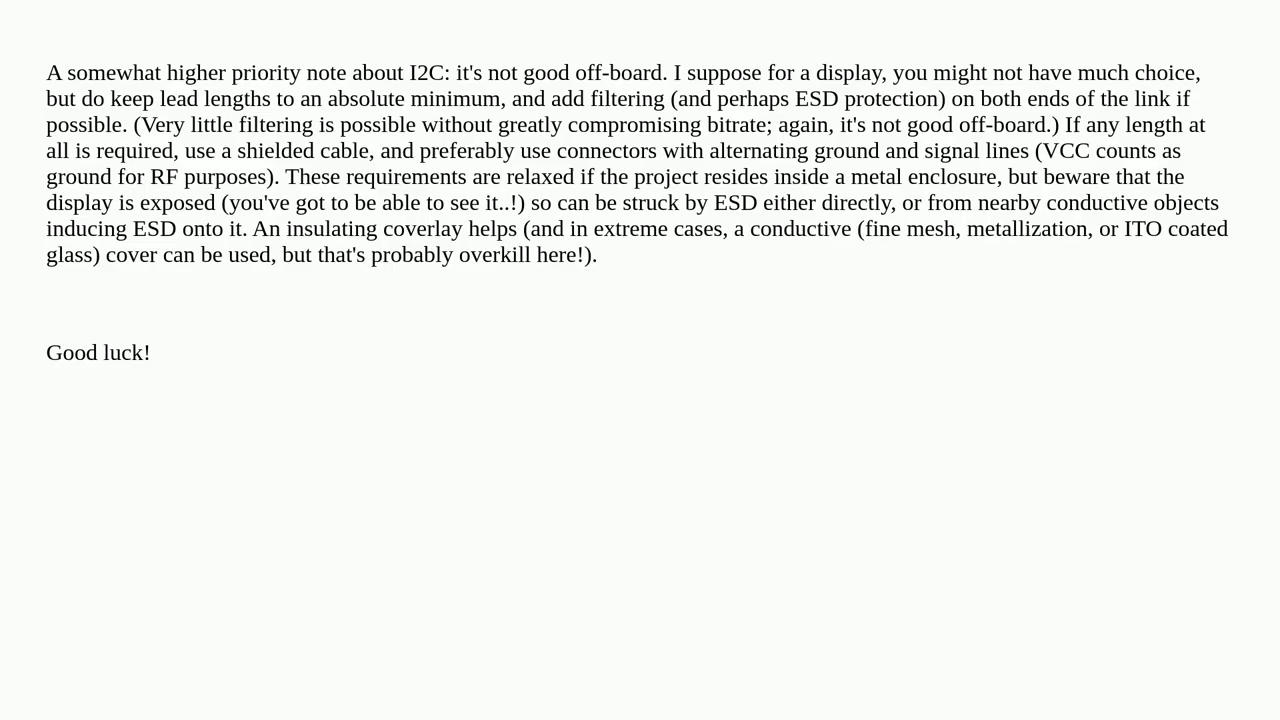 A somewhat higher priority note about I2C: it's not good off-board. I suppose for a display, you might not have much choice,
but do keep lead lengths to an absolute minimum, and add filtering (and perhaps ESD protection) on both ends of the link if
possible. (Very little filtering is possible without greatly compromising bitrate; again, it's not good off-board.) If any length at
all is required, use a shielded cable, and preferably use connectors with alternating ground and signal lines (VCC counts as
ground for RF purposes). These requirements are relaxed if the project resides inside a metal enclosure, but beware that the
display is exposed (you've got to be able to see it..!) so can be struck by ESD either directly, or from nearby conductive objects
inducing ESD onto it. An insulating coverlay helps (and in extreme cases, a conductive (fine mesh, metallization, or ITO coated
glass) cover can be used, but that's probably overkill here!).
Good luck!